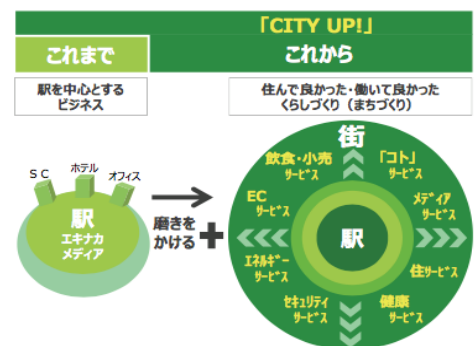 「CITY UP!」
これまで
これから
駅を中心とする
ビジネス
住んで良かった・働いて良かった
くらしづくり（まちづくり）
SC
ホテル
オフィス
駅
エキナカ
メディア
磨きを
かける
+
街
飲食・小売
サービス
「コト」
サービス
EC
サービス
メディア
サービス
駅
エネルギー
サービス
住サービス
セキュリティ
サービス
健康
サービス